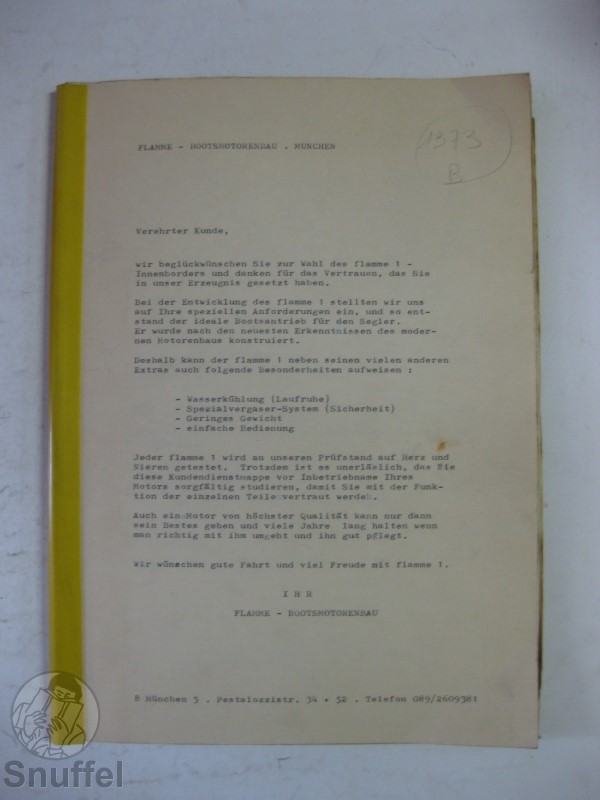 FLAMME - BOOTSMOTORENBAU . MÜNCHEN
1373
B
Verehrter Kunde,
wir beglückwünschen Sie zur Wahl des flamme 1 -
Innenborders und danken für das Vertrauen, das Sie
in unser Erzeugnis gesetzt haben.
Bei der Entwicklung des flamme 1 stellten wir uns
auf Ihre speziellen Anforderungen ein, und so ent-
stand der ideale Bootsantrieb für den Segler.
Er wurde nach den neuesten Erkenntnissen des moder-
nen Motorenbaus konstruiert.
Deshalb kann der flamme 1 neben seinen vielen anderen
Extras auch folgende Besonderheiten aufweisen :
- Wasserkühlung (Laufruhe)
- Spezialvergaser-System (Sicherheit)
- Geringes Gewicht
- einfache Bedienung
Jeder flamme 1 wird an unseren Prüfstand auf Herz und
Nieren getestet. Trotzdem ist es unerläßlich, das Sie
diese Kundendienstmappe vor Inbetriebname Ihres
Motors sorgfältig studieren, damit Sie mit der Funk-
tion der einzelnen Teile vertraut werden.
Auch ein Motor von höchster Qualität kann nur dann
sein Bestes geben und viele Jahre lang halten wenn
man richtig mit ihm umgeht und ihn gut pflegt.
Wir wünschen gute Fahrt und viel Freude mit flamme 1.
I H R
FLAMME - BOOTSMOTORENBAU
8 München 5 . Pestalozzistr. 34 + 52 . Telefon 089/2609381
Snuffel